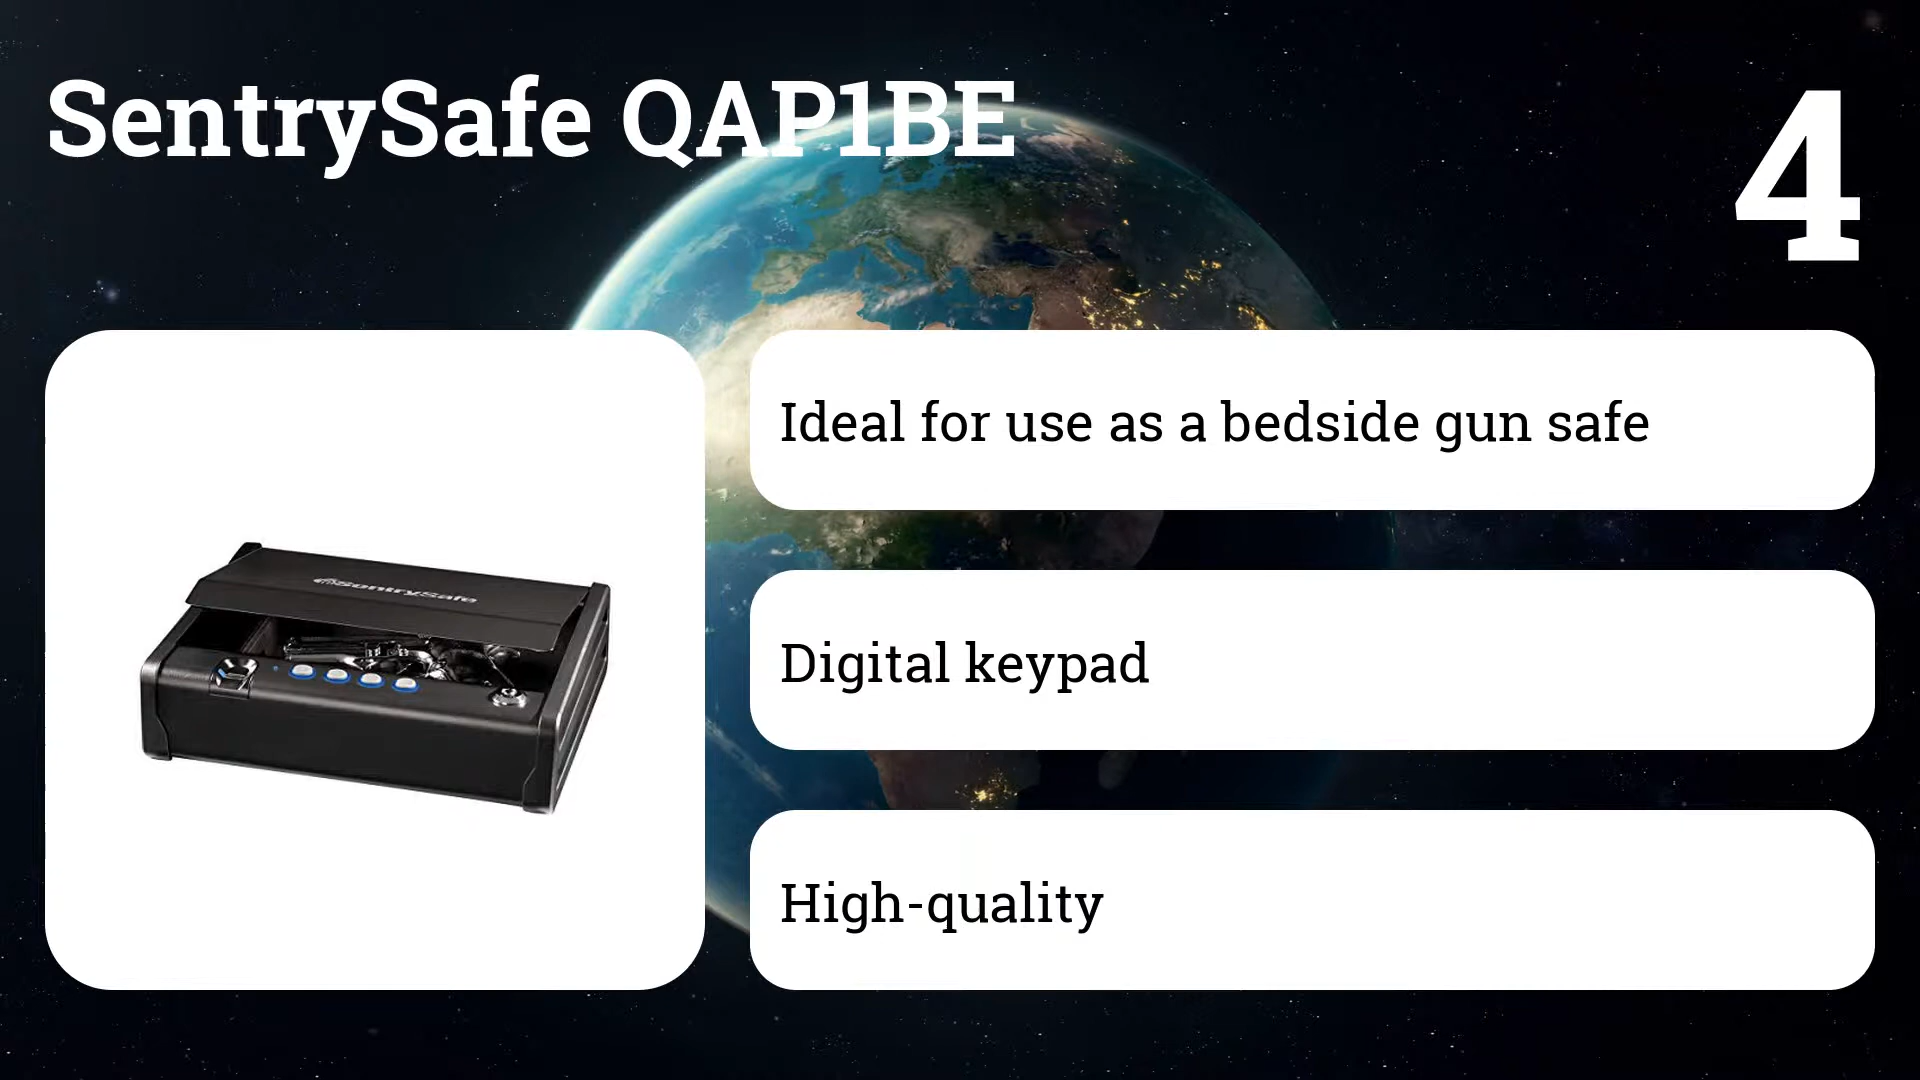 SentrySafe QAP1BE
4
SentrySafe
Ideal for use as a bedside gun safe
Digital keypad
High-quality